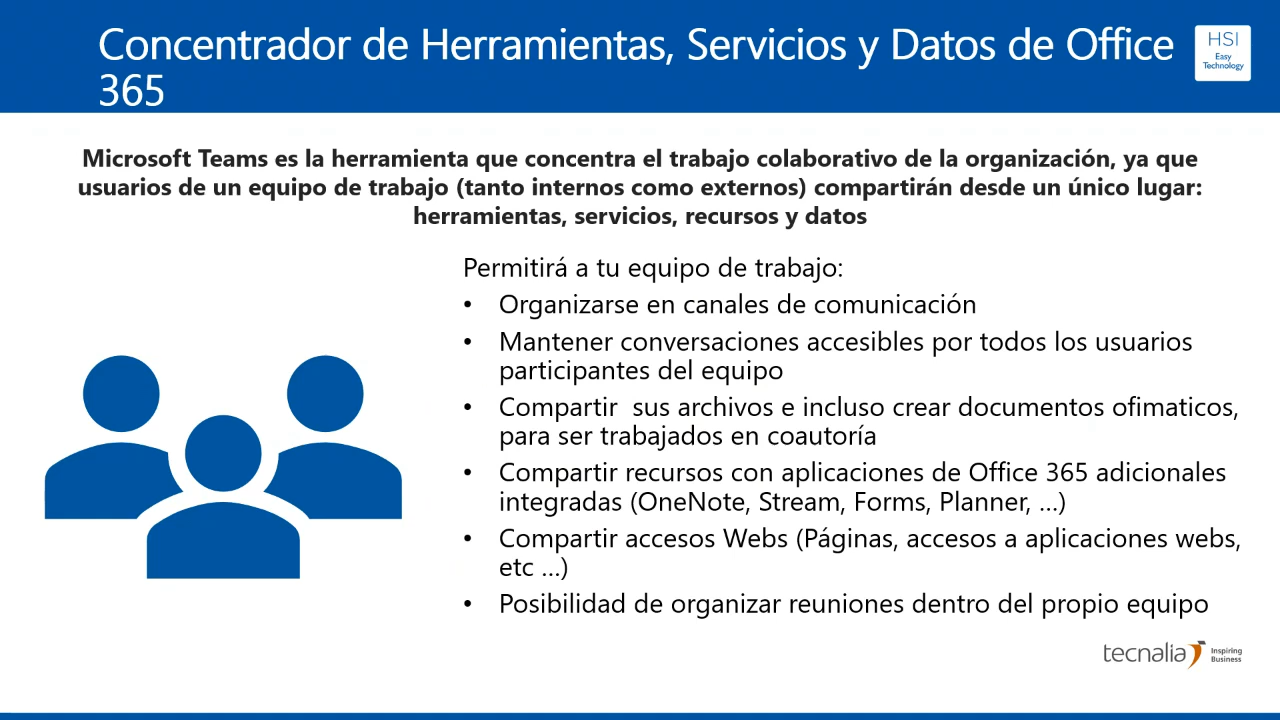 Concentrador de Herramientas, Servicios y Datos de Office
365
HSI
Easy
Technology
Microsoft Teams es la herramienta que concentra el trabajo colaborativo de la organización, ya que
usuarios de un equipo de trabajo (tanto internos como externos) compartirán desde un único lugar:
herramientas, servicios, recursos y datos
Permitirá a tu equipo de trabajo:
• Organizarse en canales de comunicación
• Mantener conversaciones accesibles por todos los usuarios
participantes del equipo
• Compartir  sus archivos e incluso crear documentos ofimaticos,
para ser trabajados en coautoría
• Compartir recursos con aplicaciones de Office 365 adicionales
integradas (OneNote, Stream, Forms, Planner, ...)
• Compartir accesos Webs (Páginas, accesos a aplicaciones webs,
etc ...)
• Posibilidad de organizar reuniones dentro del propio equipo
tecnalia Inspiring
Business